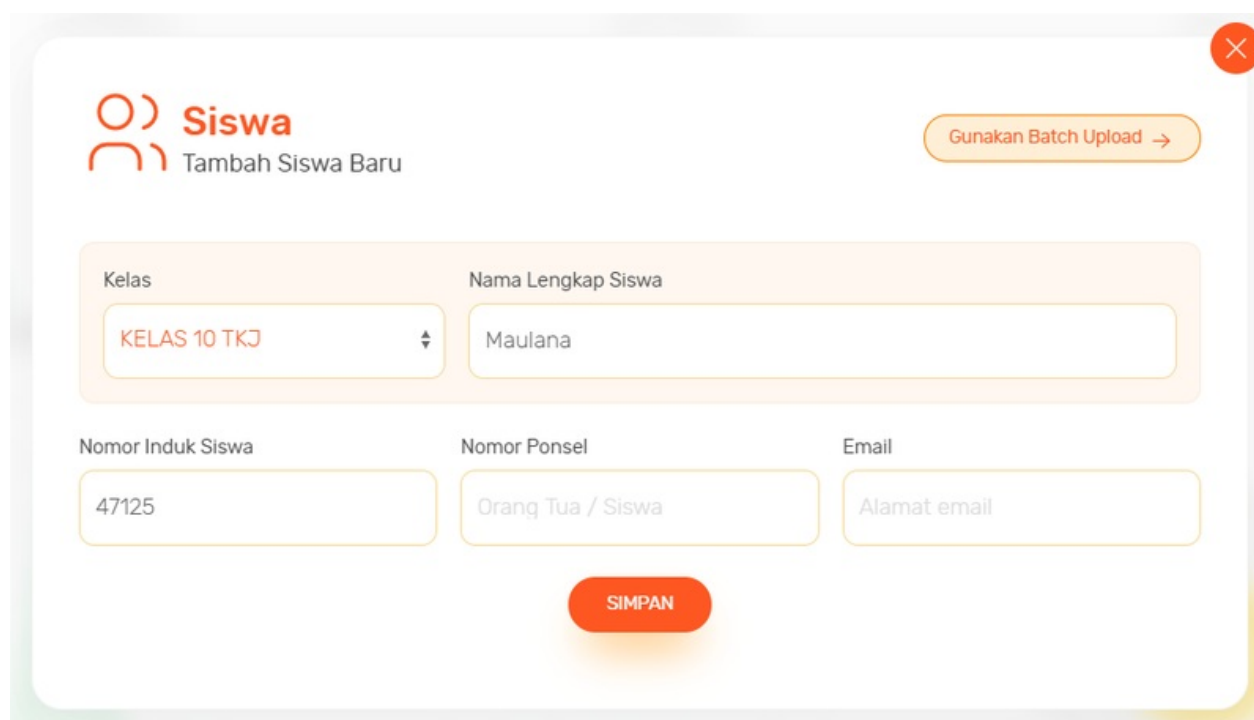 Siswa
Tambah Siswa Baru
Gunakan Batch Upload →
Kelas
Nama Lengkap Siswa
KELAS 10 TKJ
Maulana
Nomor Induk Siswa
Nomor Ponsel
Email
47125
Orang Tua / Siswa
Alamat email
SIMPAN